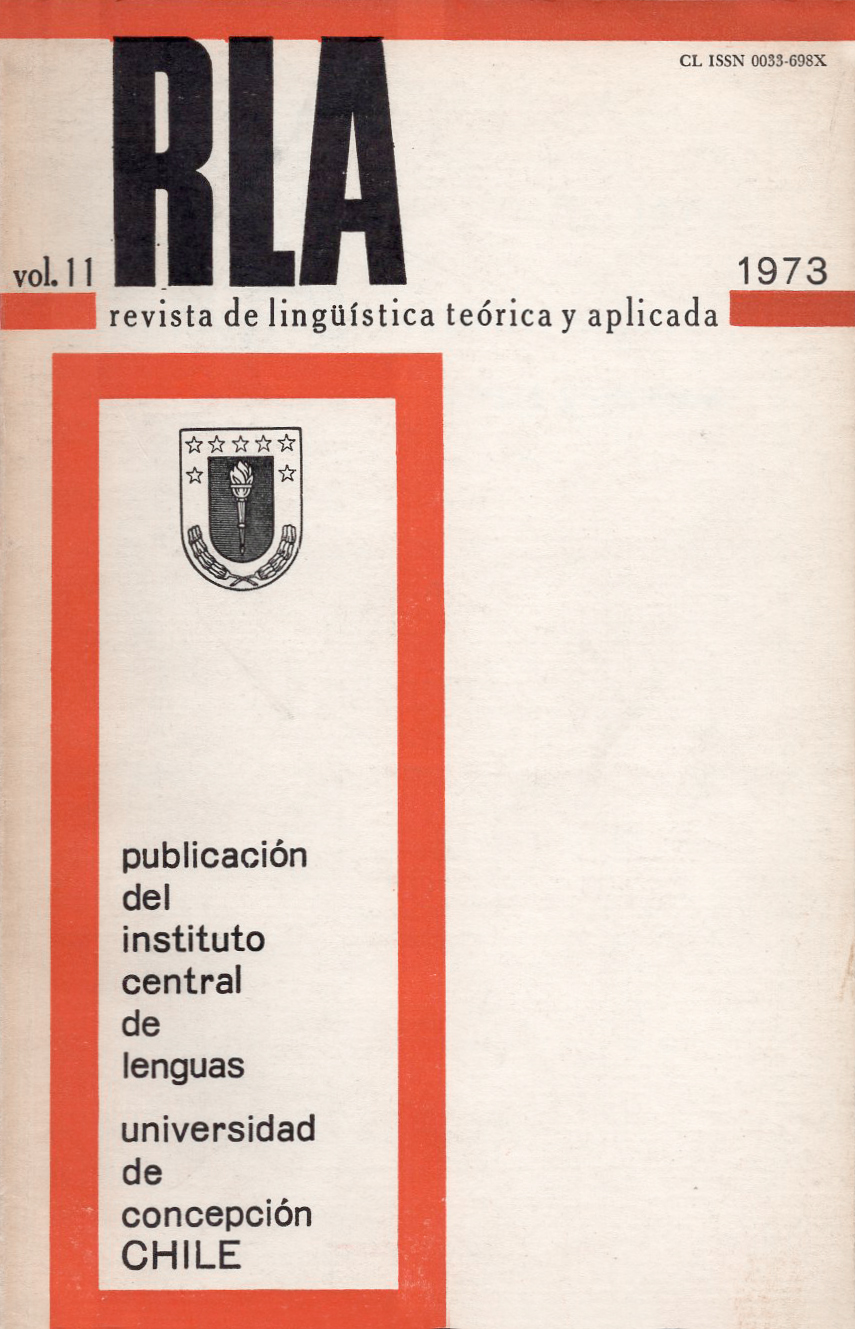 CL ISSN 0033-698X
RLA
vol. 11
1973
revista de lingüística teórica y aplicada
publicación
del
instituto
central
de
lenguas
universidad
de
concepción
CHILE